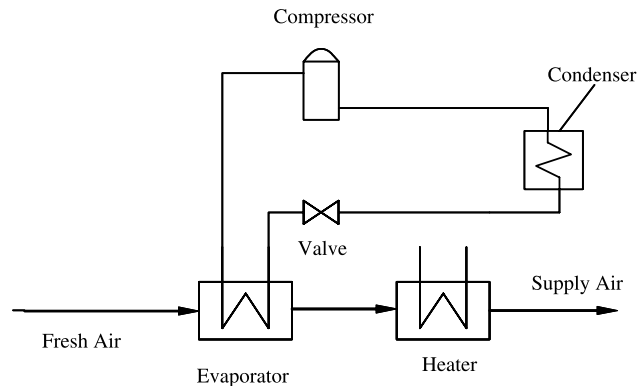 Compressor
Condenser
Valve
Supply Air
Fresh Air
Heater
Evaporator